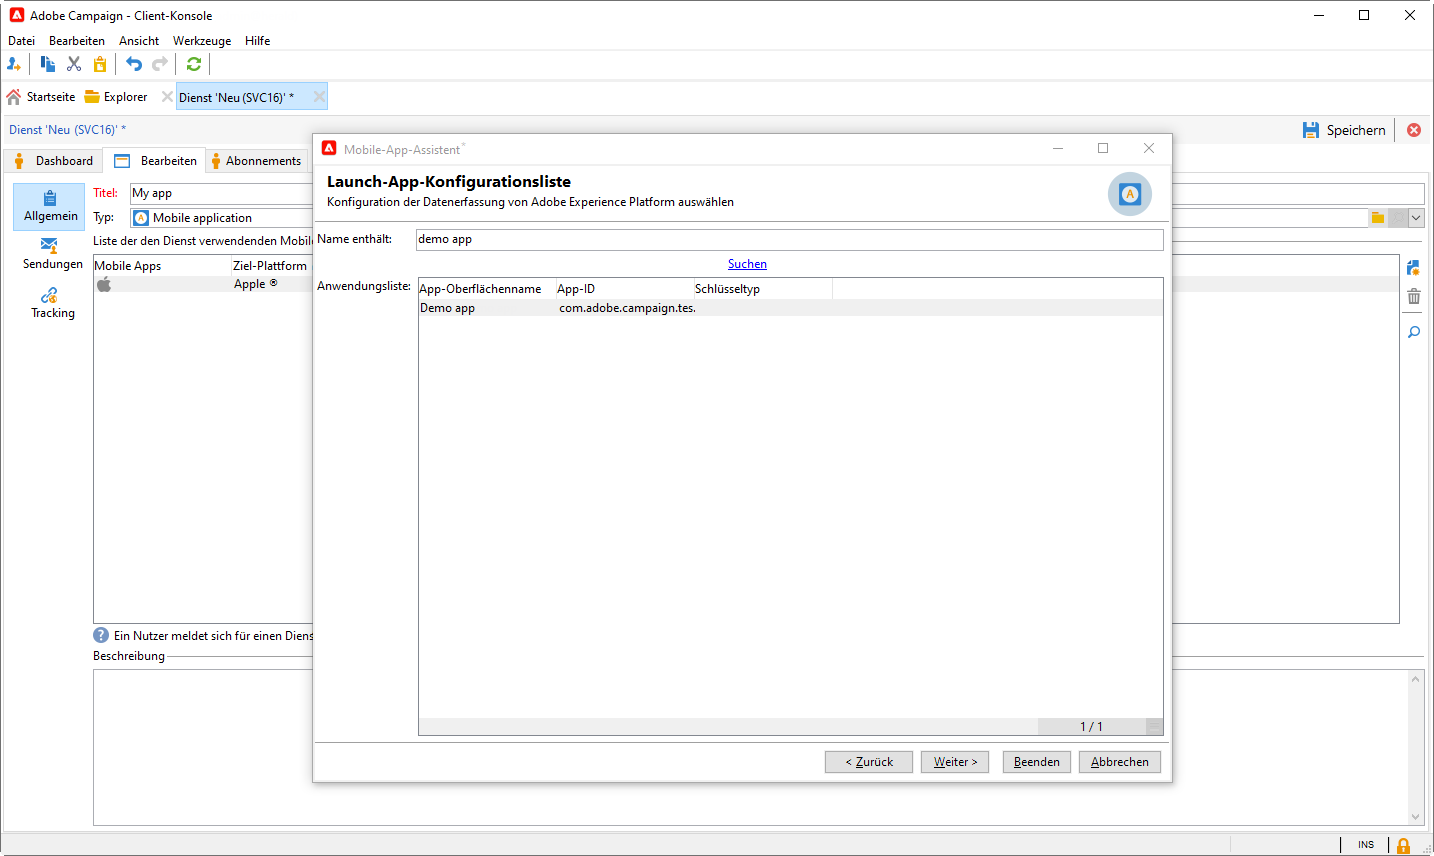 Adobe Campaign - Client-Konsole
Datei Bearbeiten Ansicht Werkzeuge Hilfe
Startseite Explorer Dienst 'Neu (SVC16)' *
Dienst 'Neu (SVC16)' *
Speichern
Dashboard Bearbeiten Abonnements
Allgemein
Sendungen
Tracking
Titel: My app
Typ: Mobile application
Liste der den Dienst verwendenden Mobil
Mobile Apps Ziel-Plattform
Apple ®
Ein Nutzer meldet sich für einen Diens
Beschreibung
Mobile-App-Assistent*
Launch-App-Konfigurationsliste
Konfiguration der Datenerfassung von Adobe Experience Platform auswählen
Name enthält: demo app
Suchen
Anwendungsliste:
App-Oberflächenname App-ID Schlüsseltyp
Demo app com.adobe.campaign.tes.
1 / 1
< Zurück Weiter > Beenden Abbrechen
INS